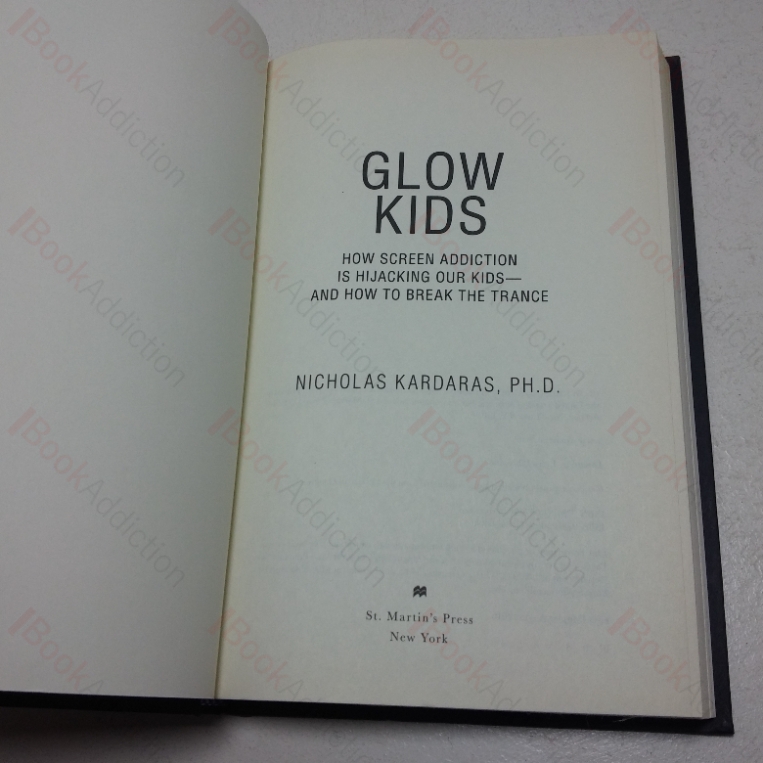 GLOW
KIDS
HOW SCREEN ADDICTION
IS HIJACKING OUR KIDS—
AND HOW TO BREAK THE TRANCE
NICHOLAS KARDARAS, PH.D.
St. Martin's Press
New York
BookAddiction